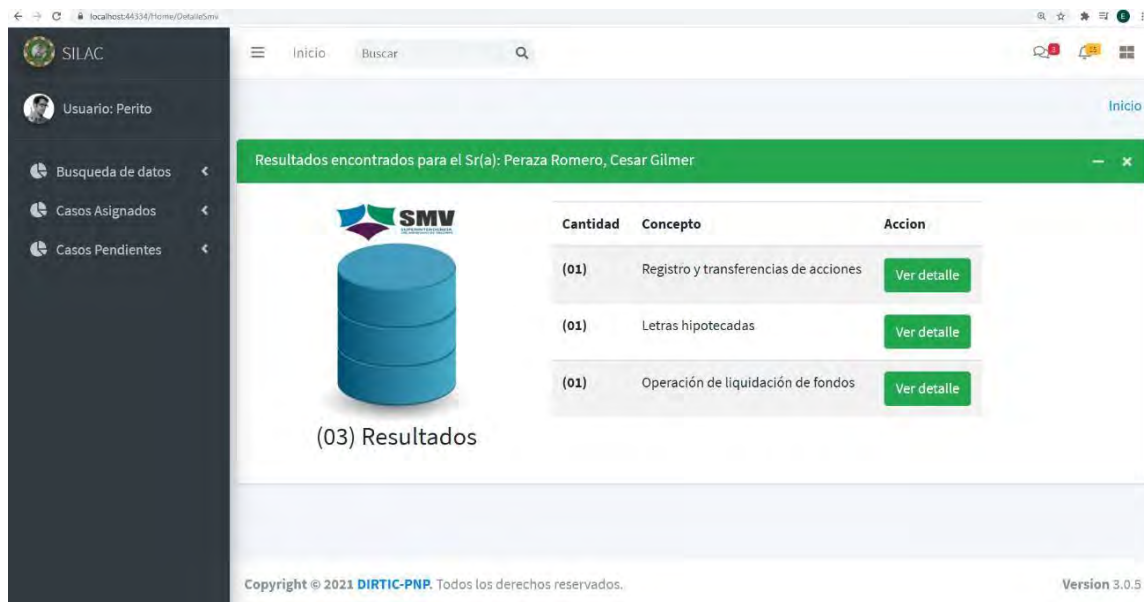 localhost:44334/Home/DetalleSmv
E
SILAC
Inicio
Buscar
3
15
Usuario: Perito
Inicio
Busqueda de datos
Casos Asignados
Casos Pendientes
Resultados encontrados para el Sr(a): Peraza Romero, Cesar Gilmer
SMV
Cantidad Concepto Accion
(01) Registro y transferencias de acciones Ver detalle
(01) Letras hipotecadas Ver detalle
(01) Operación de liquidación de fondos Ver detalle
(03) Resultados
Copyright © 2021 DIRTIC-PNP. Todos los derechos reservados.
Version 3.0.5